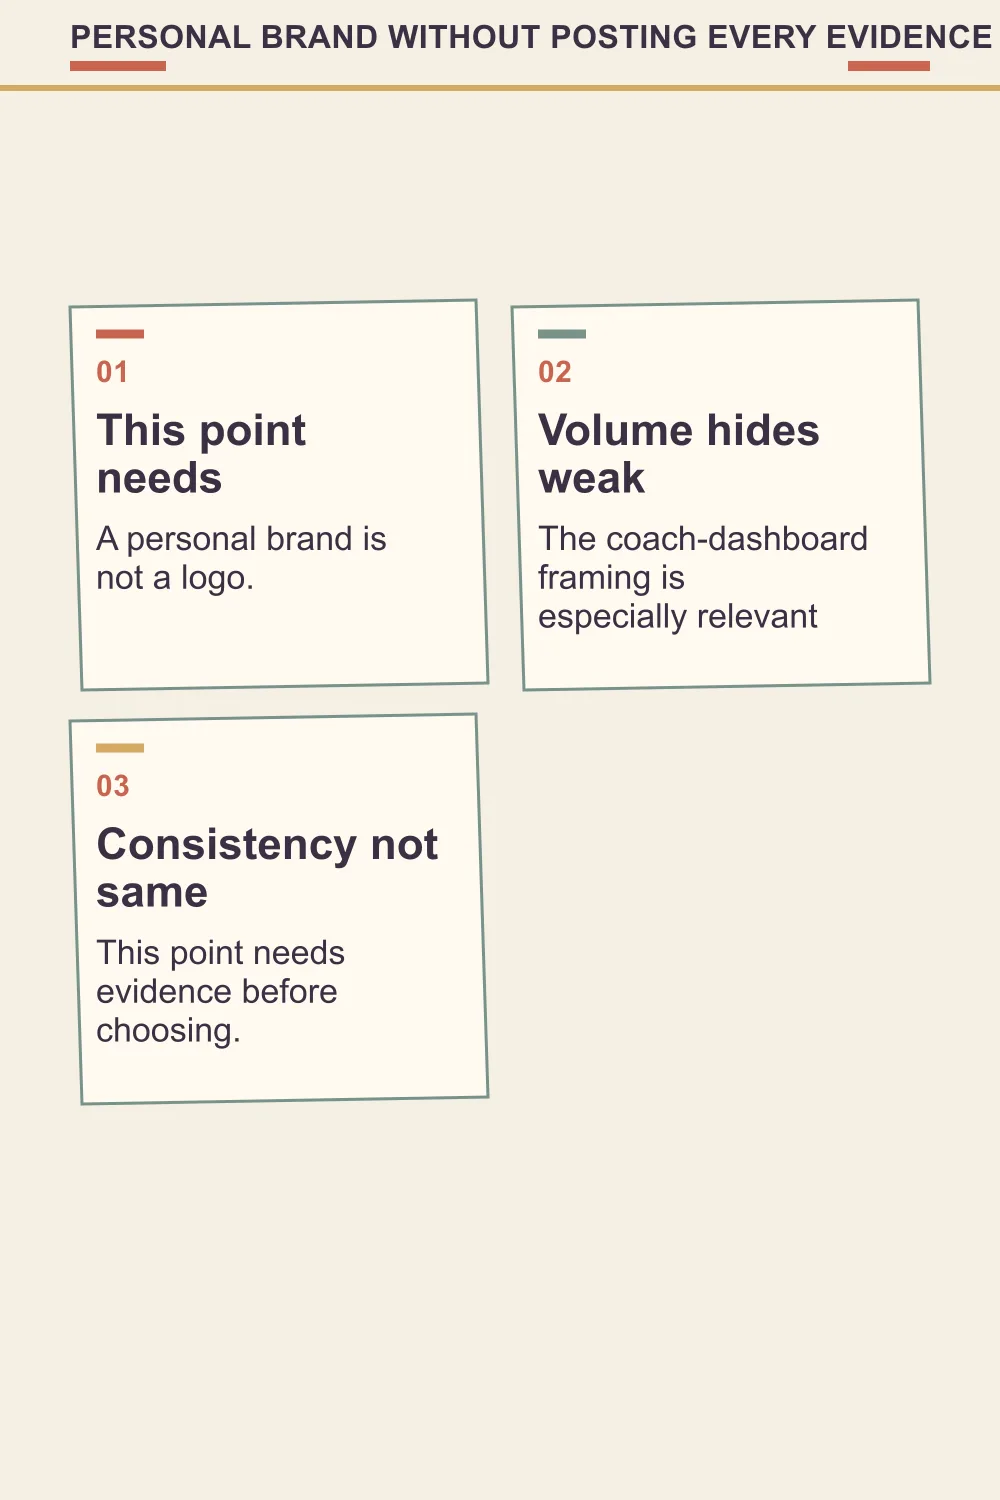 PERSONAL BRAND WITHOUT POSTING EVERY EVIDENCE
01
This point
needs
A personal brand is
not a logo.
02
Volume hides
weak
The coach-dashboard
framing is
especially relevant
03
Consistency not
same
This point needs
evidence before
choosing.